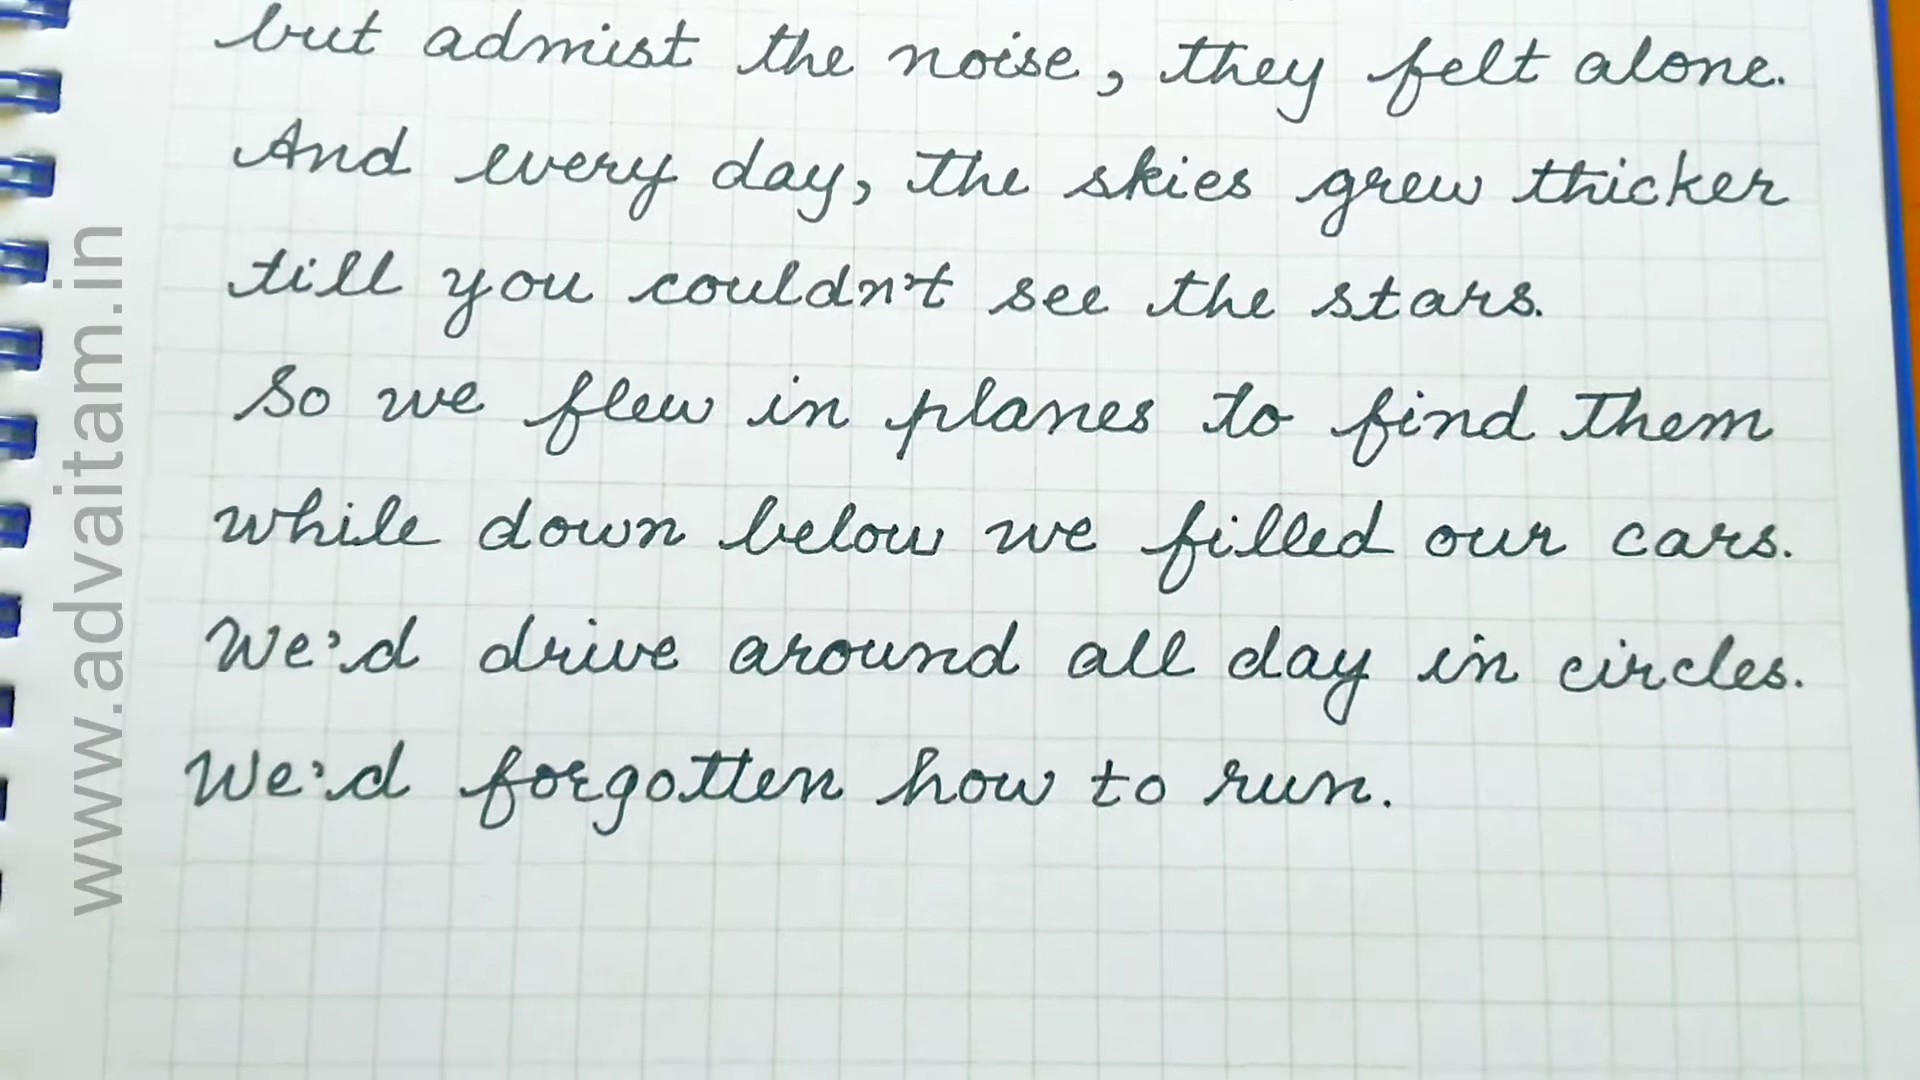 but admist the noise, they felt alone.
And every day, the skies grew thicker
till you couldn't see the stars.
So we flew in planes to find them
while down below we filled our cars.
We'd drive around all day in circles.
We'd forgotten how to run.
www.advaitam.in